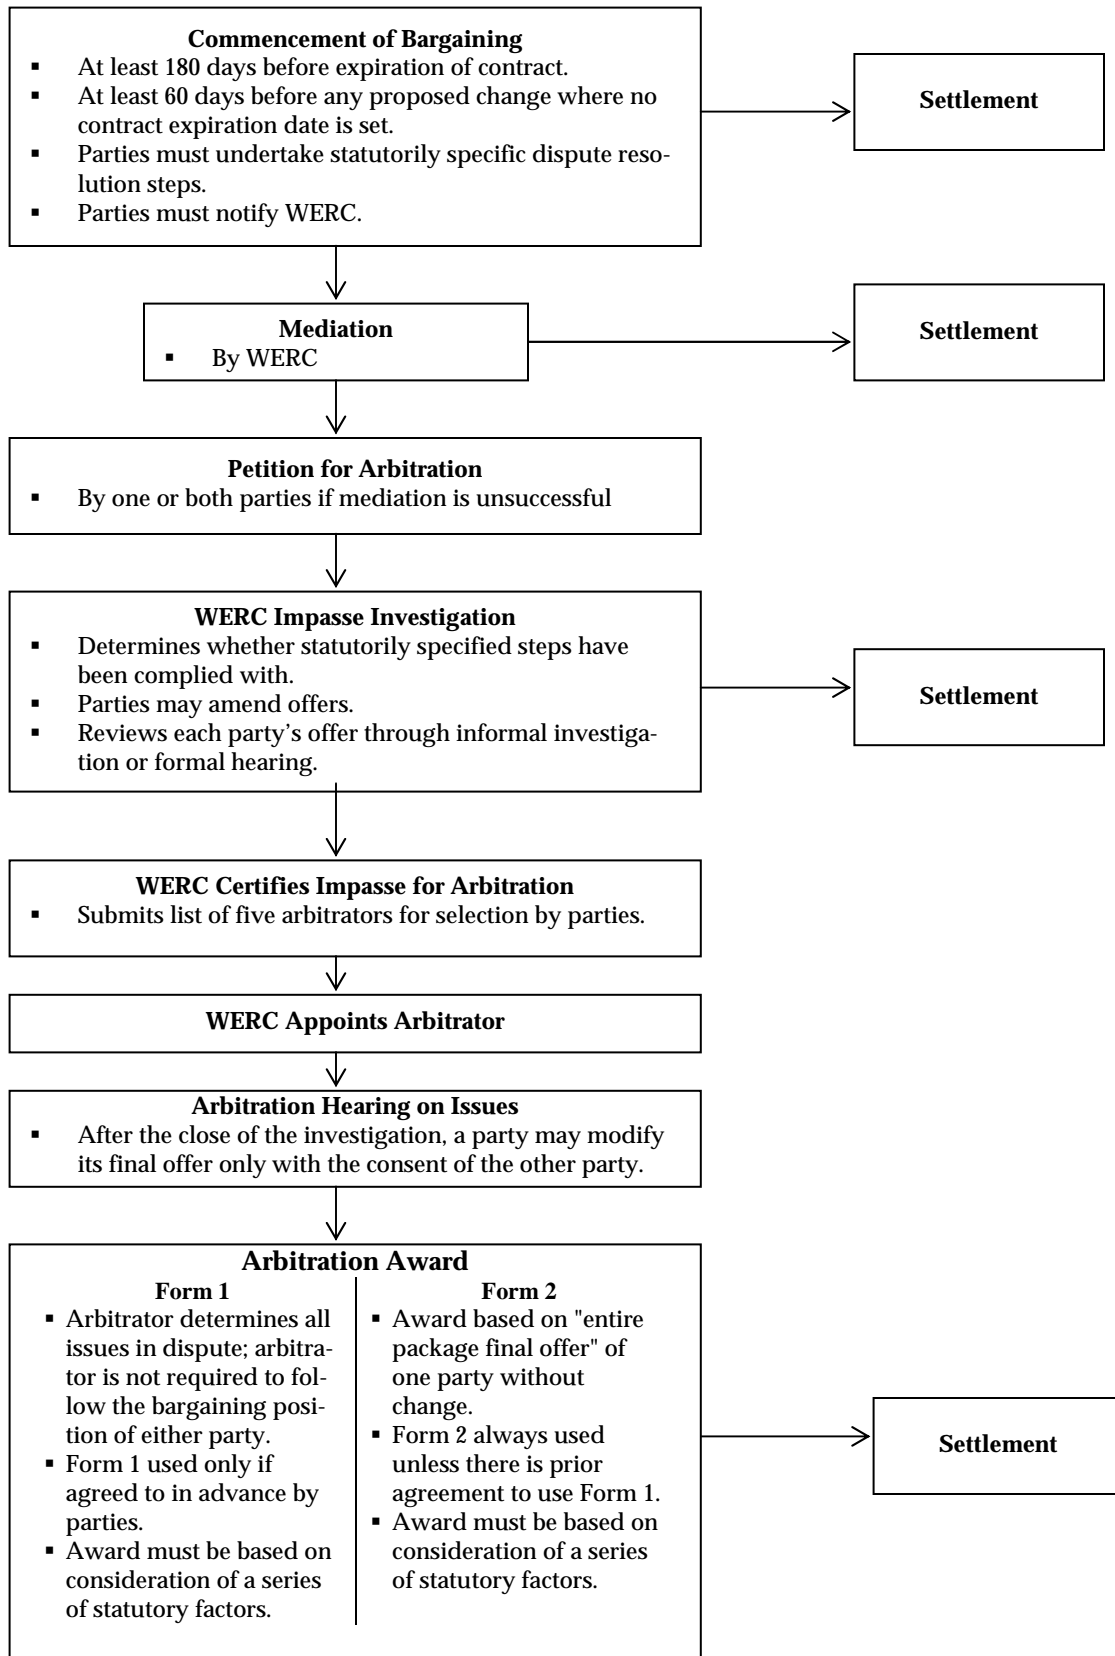 Commencement of Bargaining
▪ At least 180 days before expiration of contract.
▪ At least 60 days before any proposed change where no
contract expiration date is set.
▪ Parties must undertake statutorily specific dispute reso-
lution steps.
▪ Parties must notify WERC.
Settlement
Mediation
▪ By WERC
Settlement
Petition for Arbitration
▪ By one or both parties if mediation is unsuccessful
WERC Impasse Investigation
▪ Determines whether statutorily specified steps have
been complied with.
▪ Parties may amend offers.
▪ Reviews each party’s offer through informal investiga-
tion or formal hearing.
Settlement
WERC Certifies Impasse for Arbitration
▪ Submits list of five arbitrators for selection by parties.
WERC Appoints Arbitrator
Arbitration Hearing on Issues
▪ After the close of the investigation, a party may modify
its final offer only with the consent of the other party.
Arbitration Award
Form 1
▪ Arbitrator determines all
issues in dispute; arbitra-
tor is not required to fol-
low the bargaining posi-
tion of either party.
▪ Form 1 used only if
agreed to in advance by
parties.
▪ Award must be based on
consideration of a series
of statutory factors.
Form 2
▪ Award based on "entire
package final offer" of
one party without
change.
▪ Form 2 always used
unless there is prior
agreement to use Form 1.
▪ Award must be based on
consideration of a series
of statutory factors.
Settlement